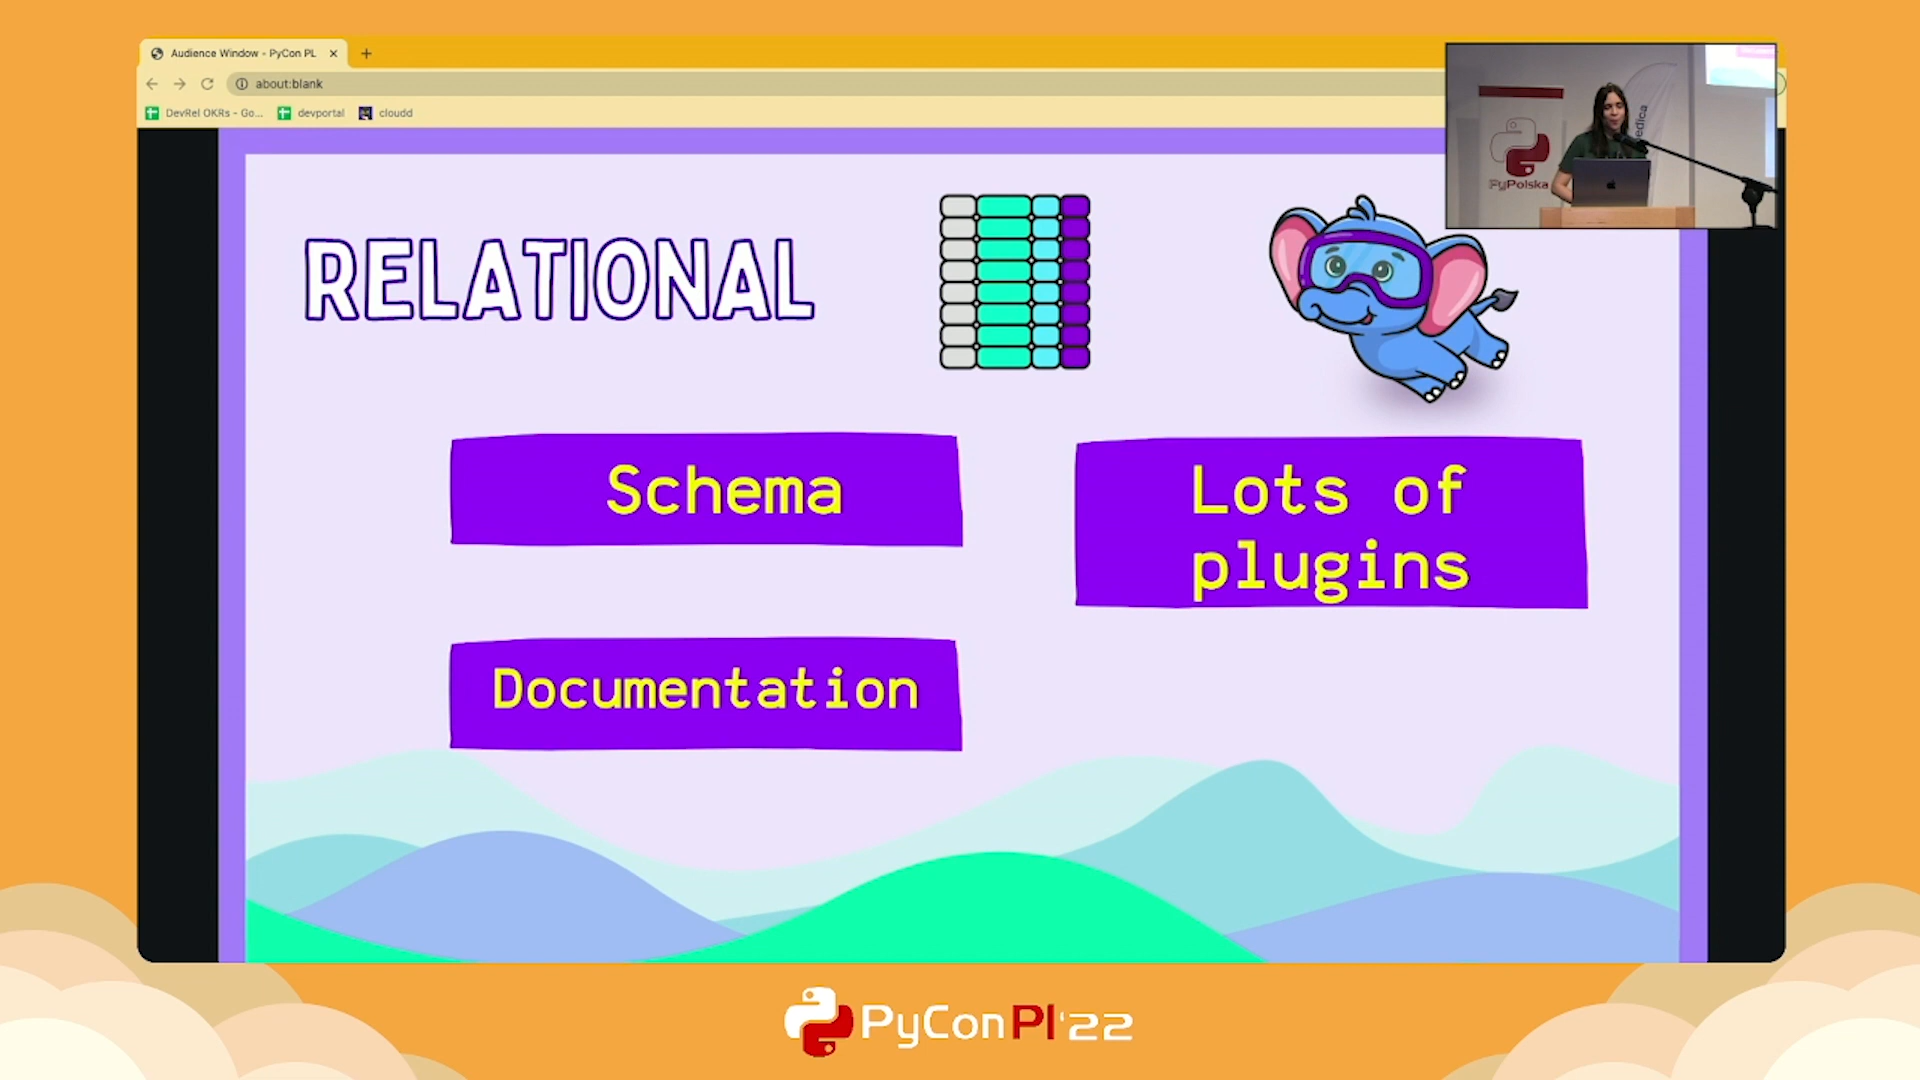 Audience Window - PyCon PL
about:blank
DevRel OKRs - Go...
devportal
cloudd
edica
PyPolska
RELATIONAL
Schema
Lots of
plugins
Documentation
PyConPl'22